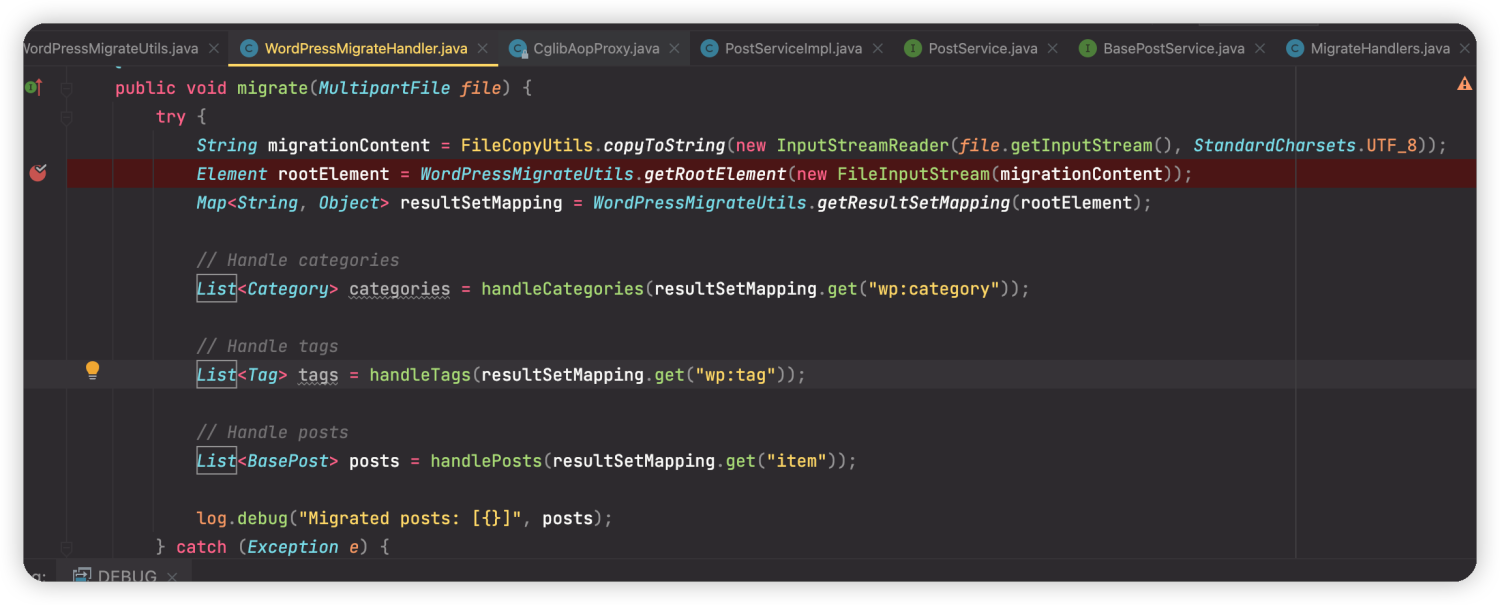 WordPressMigrateUtils.java WordPressMigrateHandler.java CglibAopProxy.java PostServiceImpl.java PostService.java BasePostService.java MigrateHandlers.java
public void migrate(MultipartFile file) {
try {
String migrationContent = FileCopyUtils.copyToString(new InputStreamReader(file.getInputStream(), StandardCharsets.UTF_8));
Element rootElement = WordPressMigrateUtils.getRootElement(new FileInputStream(migrationContent));
Map<String, Object> resultSetMapping = WordPressMigrateUtils.getResultSetMapping(rootElement);
// Handle categories
List<Category> categories = handleCategories(resultSetMapping.get("wp:category"));
// Handle tags
List<Tag> tags = handleTags(resultSetMapping.get("wp:tag"));
// Handle posts
List<BasePost> posts = handlePosts(resultSetMapping.get("item"));
log.debug("Migrated posts: [{}]", posts);
} catch (Exception e) {
DEBUG